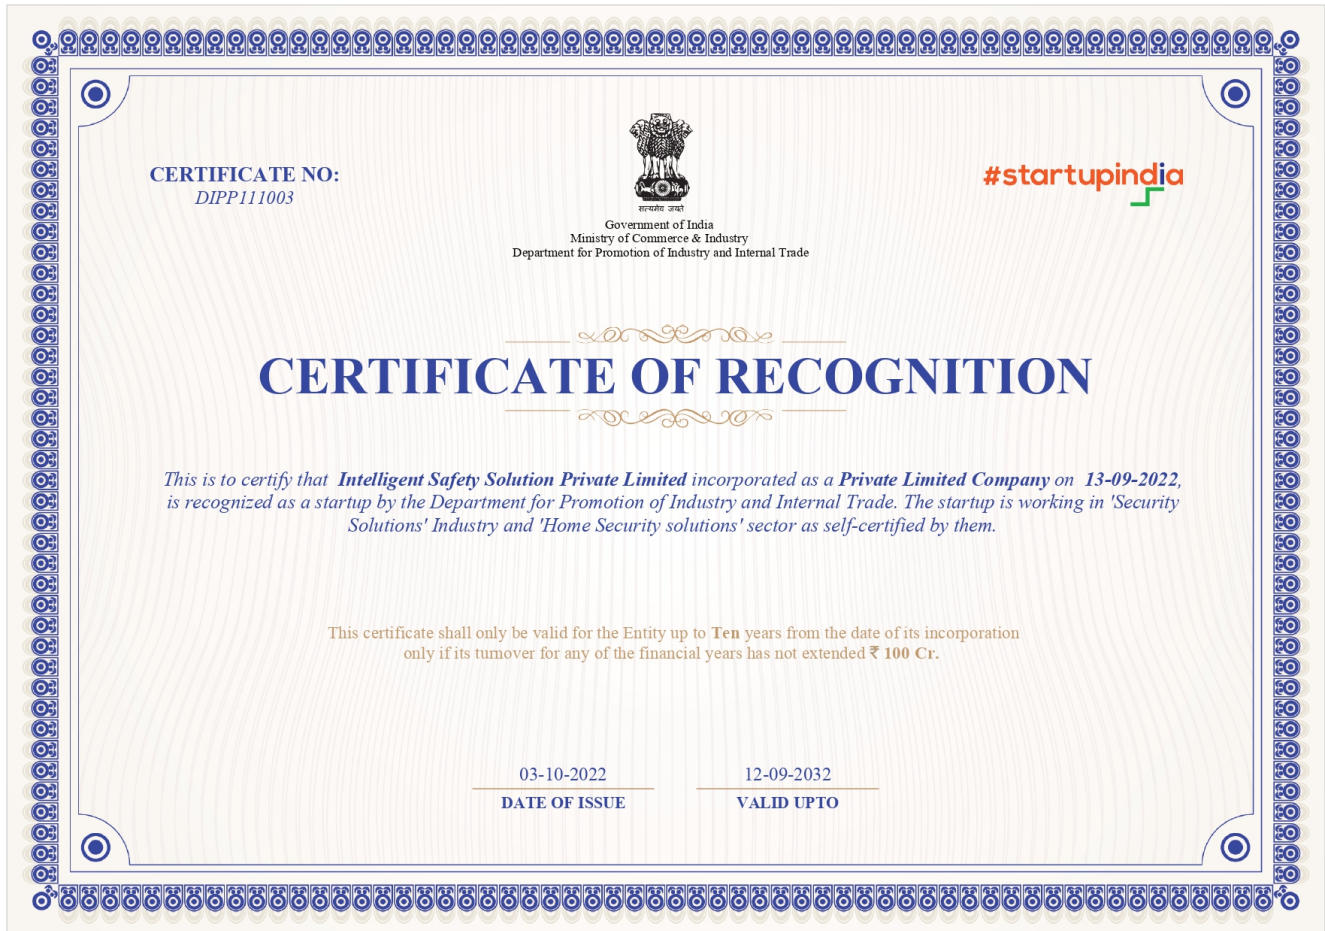 CERTIFICATE NO:
DIPP111003
#startupindia
सत्यमेव जयते
Government of India
Ministry of Commerce & Industry
Department for Promotion of Industry and Internal Trade
CERTIFICATE OF RECOGNITION
This is to certify that Intelligent Safety Solution Private Limited incorporated as a Private Limited Company on 13-09-2022,
is recognized as a startup by the Department for Promotion of Industry and Internal Trade. The startup is working in 'Security
Solutions' Industry and 'Home Security solutions' sector as self-certified by them.
This certificate shall only be valid for the Entity up to Ten years from the date of its incorporation
only if its turnover for any of the financial years has not extended ₹ 100 Cr.
03-10-2022
DATE OF ISSUE
12-09-2032
VALID UPTO